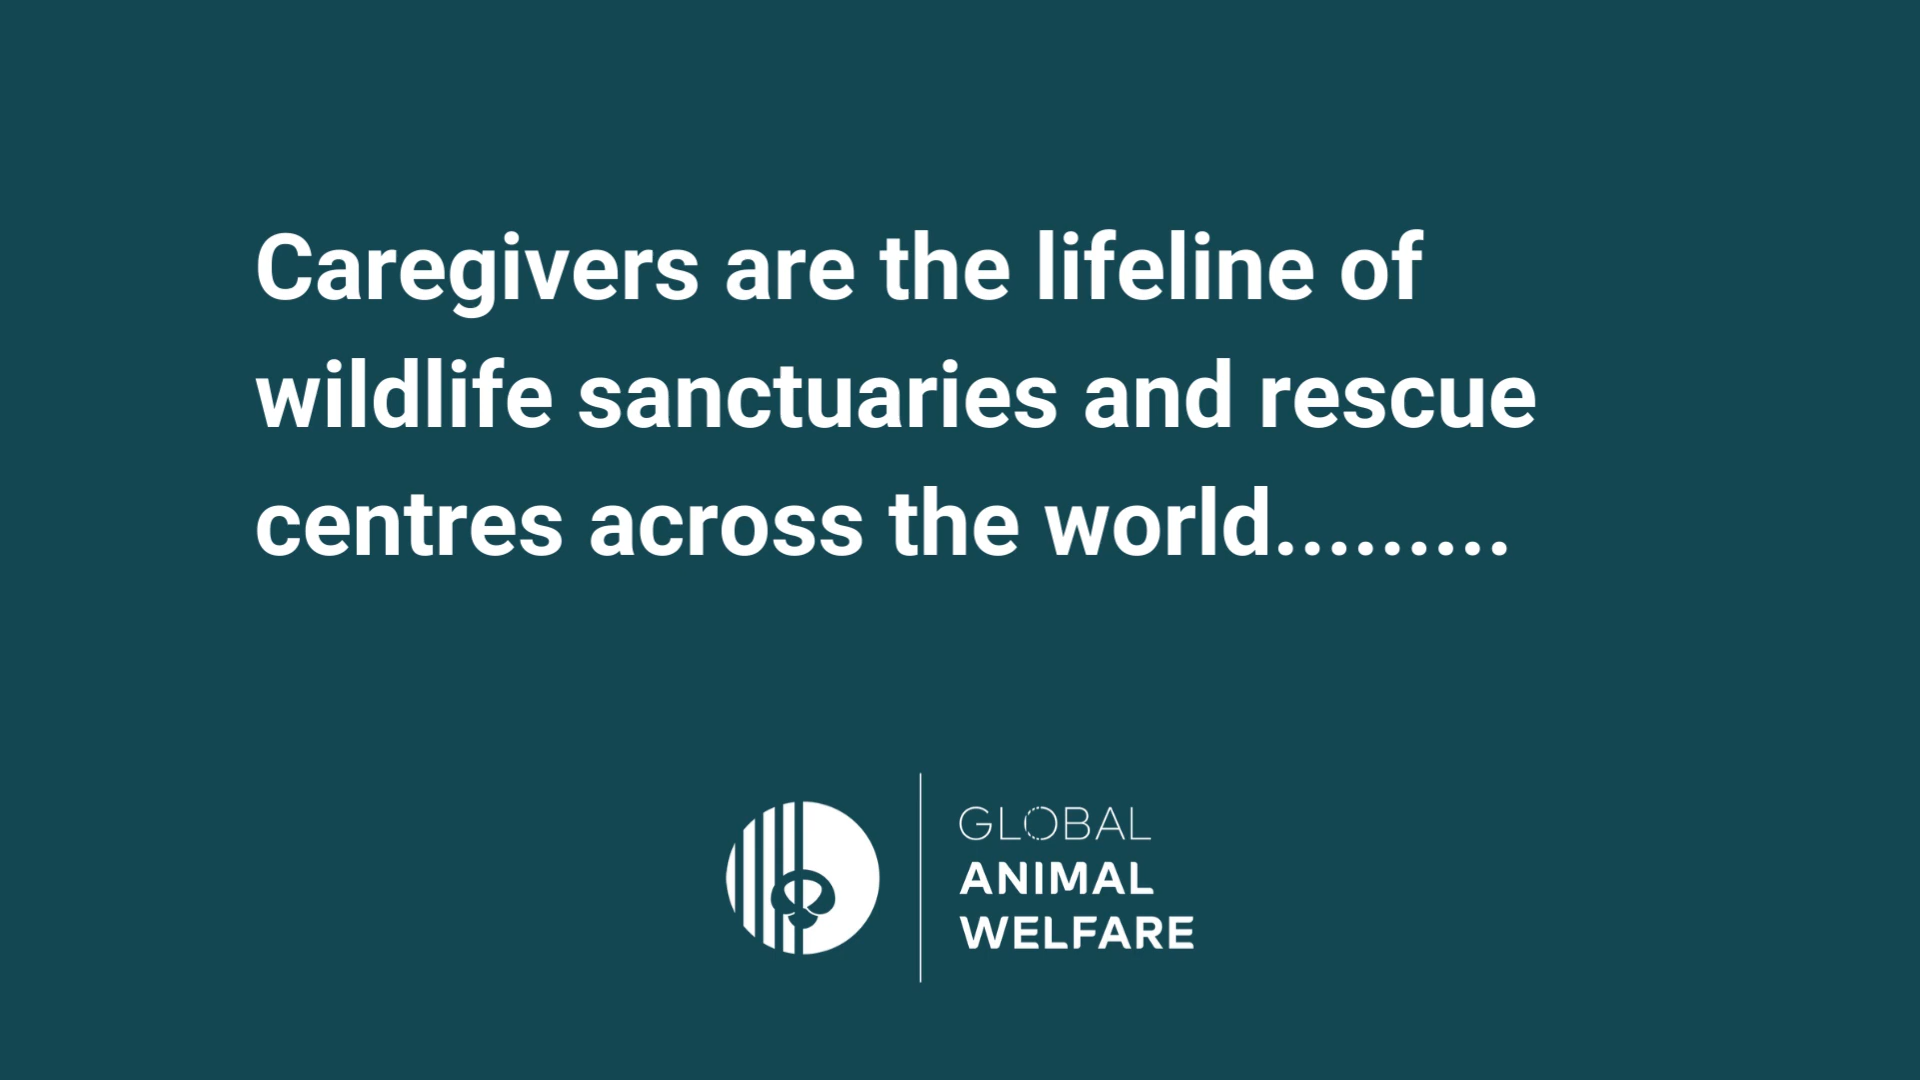 Caregivers are the lifeline of
wildlife sanctuaries and rescue
centres across the world.........
GLOBAL
ANIMAL
WELFARE